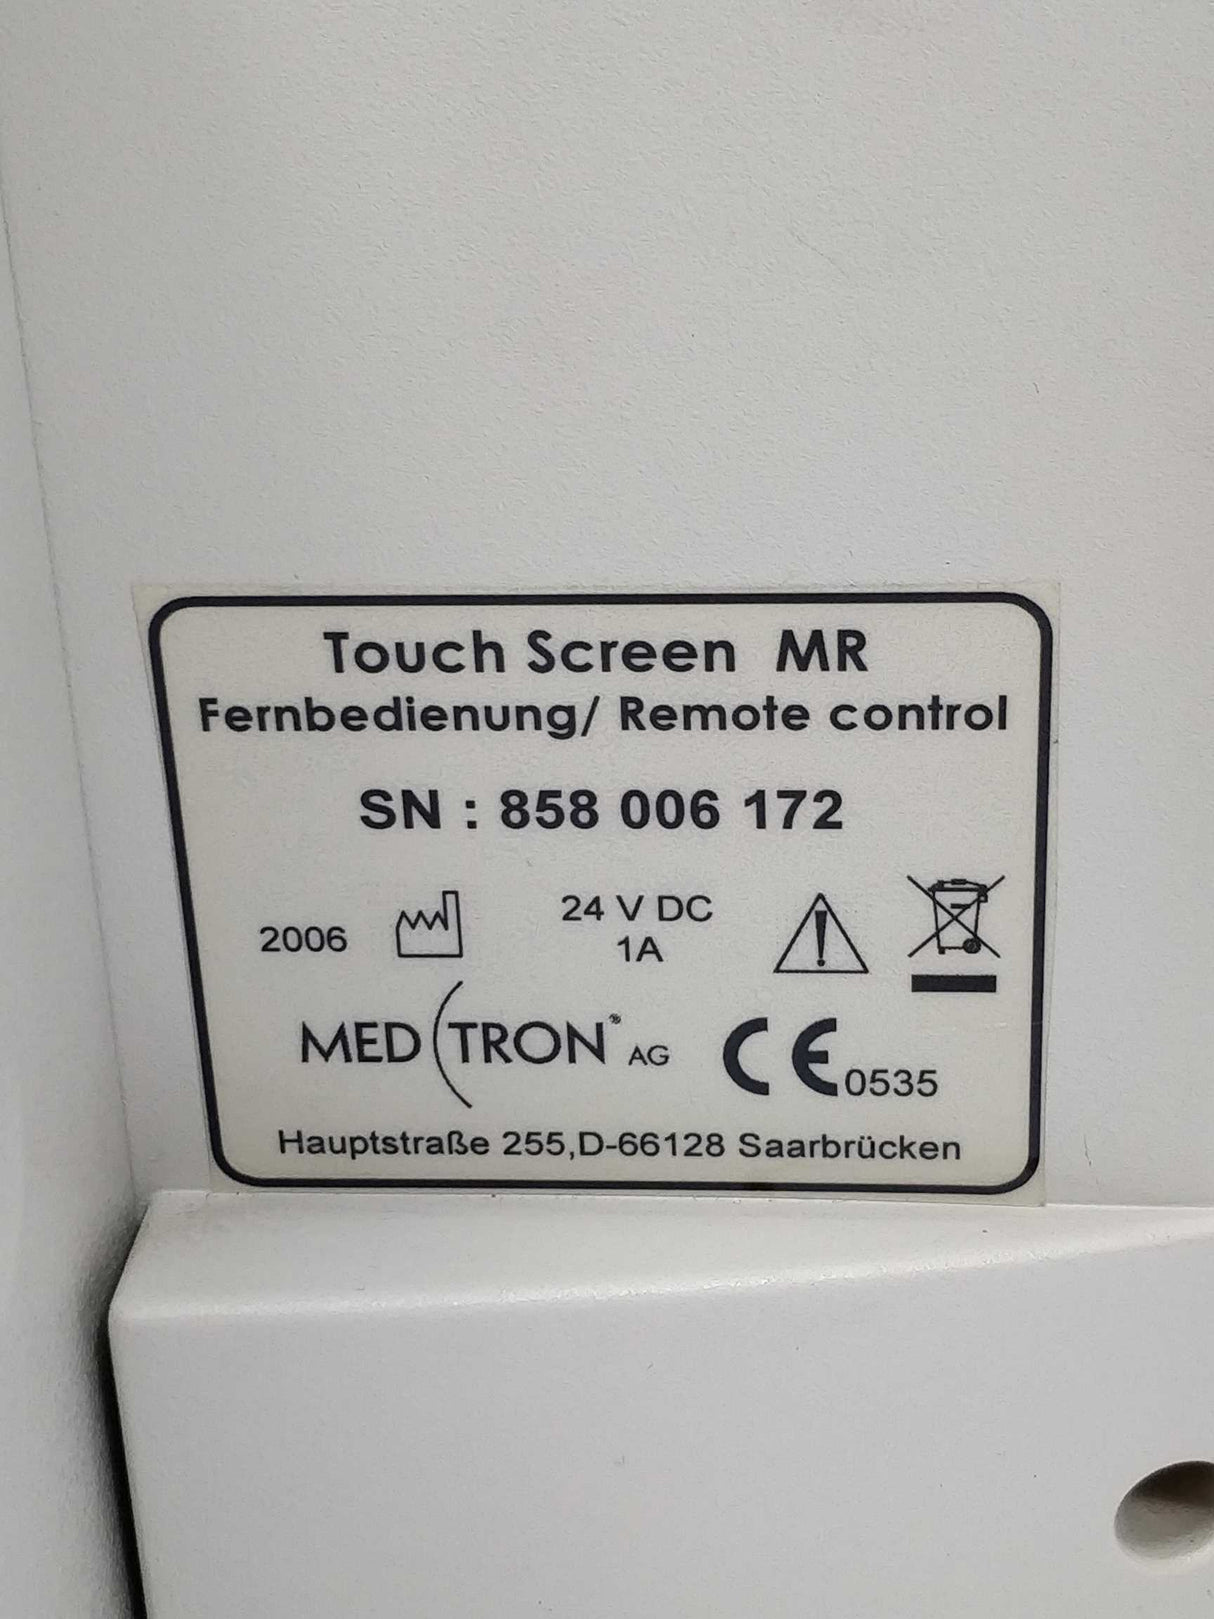 Touch Screen MR
Fernbedienung/ Remote control
SN : 858 006 172
2006
24 V DC
1A
MED TRON® AG
CE 0535
Hauptstraße 255,D-66128 Saarbrücken